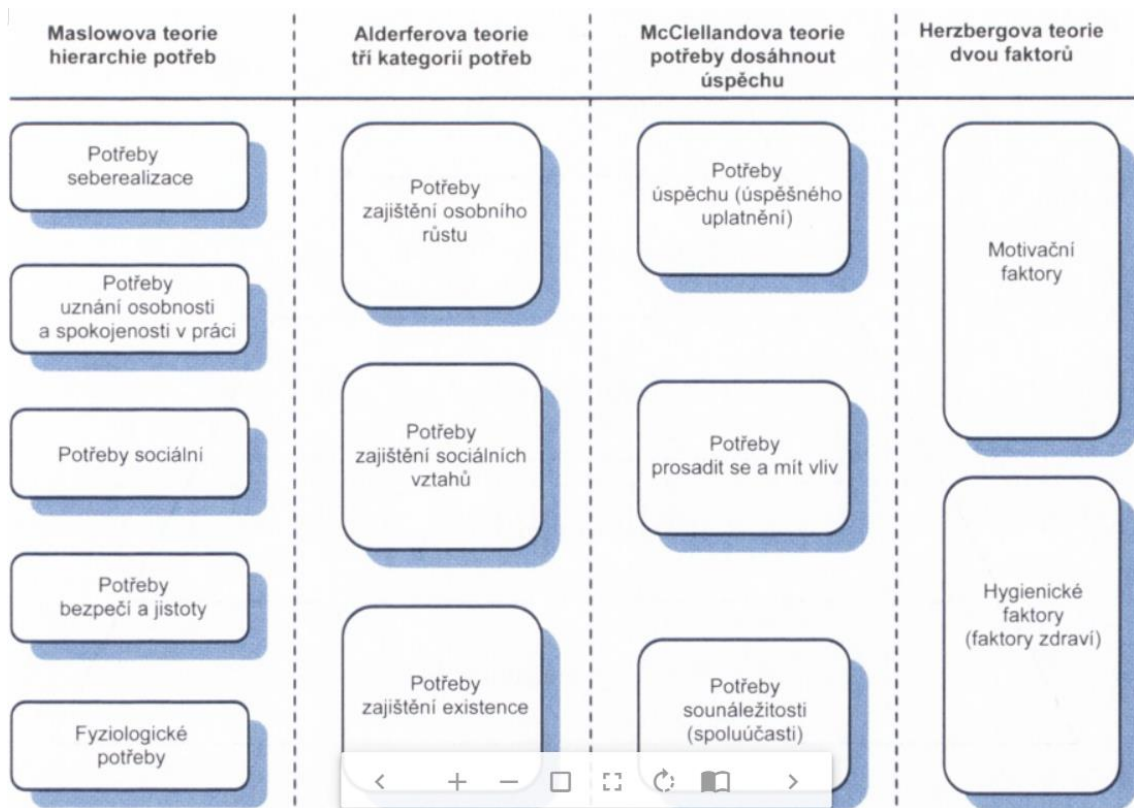 Maslowova teorie
hierarchie potřeb
Alderferova teorie
tří kategorií potřeb
McClellandova teorie
potřeby dosáhnout
úspěchu
Herzbergova teorie
dvou faktorů
Potřeby
seberealizace
Potřeby
uznání osobnosti
a spokojenosti v práci
Potřeby sociální
Potřeby
bezpečí a jistoty
Fyziologické
potřeby
Potřeby
zajištění osobního
růstu
Potřeby
zajištění sociálních
vztahů
Potřeby
zajištění existence
Potřeby
úspěchu (úspěšného
uplatnění)
Potřeby
prosadit se a mít vliv
Potřeby
sounáležitosti
(spoluúčasti)
Motivační
faktory
Hygienické
faktory
(faktory zdraví)